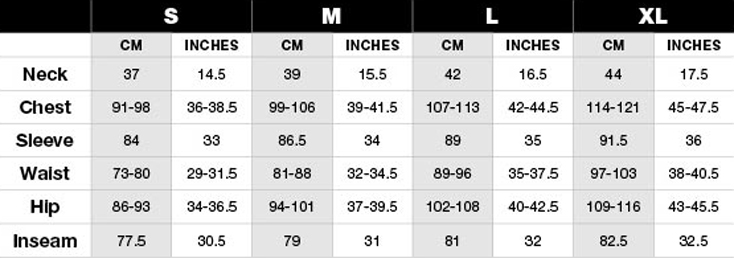 S M L XL
CM INCHES CM INCHES CM INCHES CM INCHES
Neck 37 14.5 39 15.5 42 16.5 44 17.5
Chest 91-98 36-38.5 99-106 39-41.5 107-113 42-44.5 114-121 45-47.5
Sleeve 84 33 86.5 34 89 35 91.5 36
Waist 73-80 29-31.5 81-88 32-34.5 89-96 35-37.5 97-103 38-40.5
Hip 86-93 34-36.5 94-101 37-39.5 102-108 40-42.5 109-116 43-45.5
Inseam 77.5 30.5 79 31 81 32 82.5 32.5